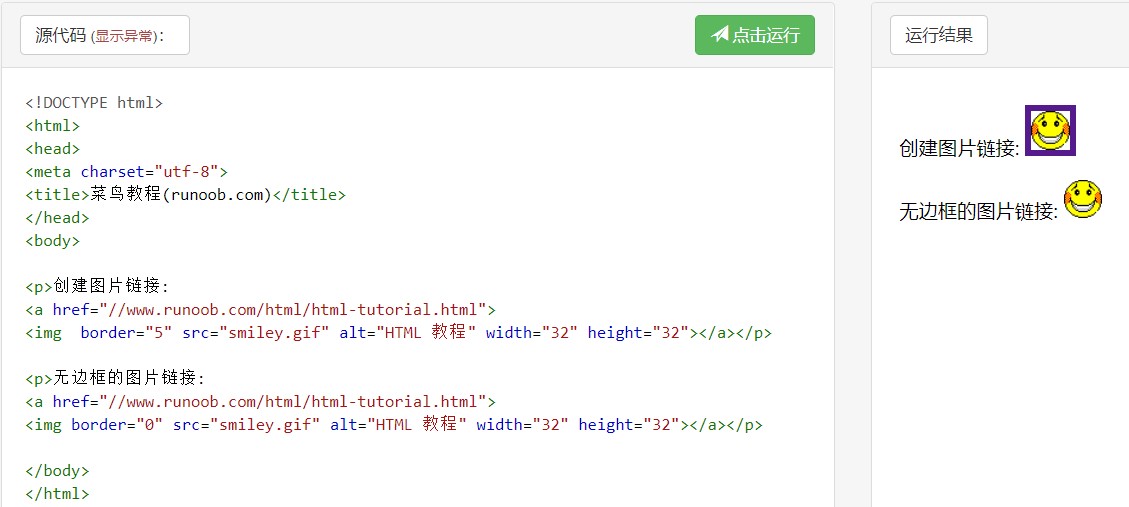 源代码 (显示异常):
点击运行
<!DOCTYPE html>
<html>
<head>
<meta charset="utf-8">
<title>菜鸟教程(runoob.com)</title>
</head>
<body>
<p>创建图片链接:
<a href="//www.runoob.com/html/html-tutorial.html">
<img  border="5" src="smiley.gif" alt="HTML 教程" width="32" height="32"></a></p>
<p>无边框的图片链接:
<a href="//www.runoob.com/html/html-tutorial.html">
<img border="0" src="smiley.gif" alt="HTML 教程" width="32" height="32"></a></p>
</body>
</html>
运行结果
创建图片链接:
无边框的图片链接: